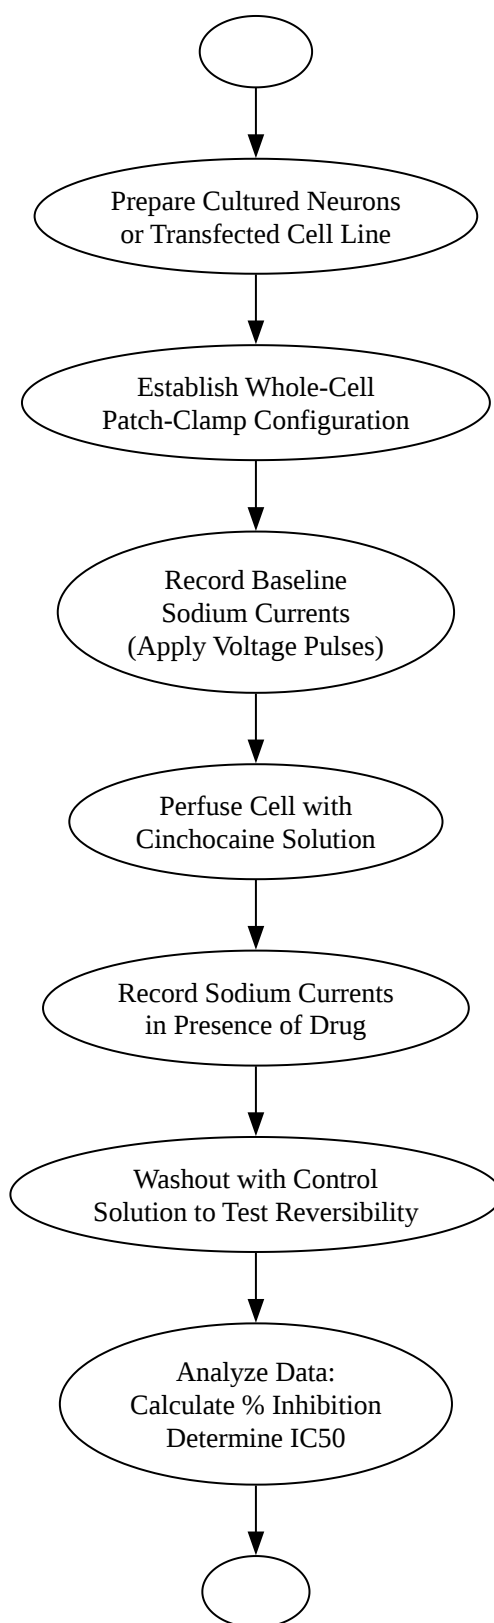 Prepare Cultured Neurons
or Transfected Cell Line
Establish Whole-Cell
Patch-Clamp Configuration
Record Baseline
Sodium Currents
(Apply Voltage Pulses)
Perfuse Cell with
Cinchocaine Solution
Record Sodium Currents
in Presence of Drug
Washout with Control
Solution to Test Reversibility
Analyze Data:
Calculate % Inhibition
Determine IC50